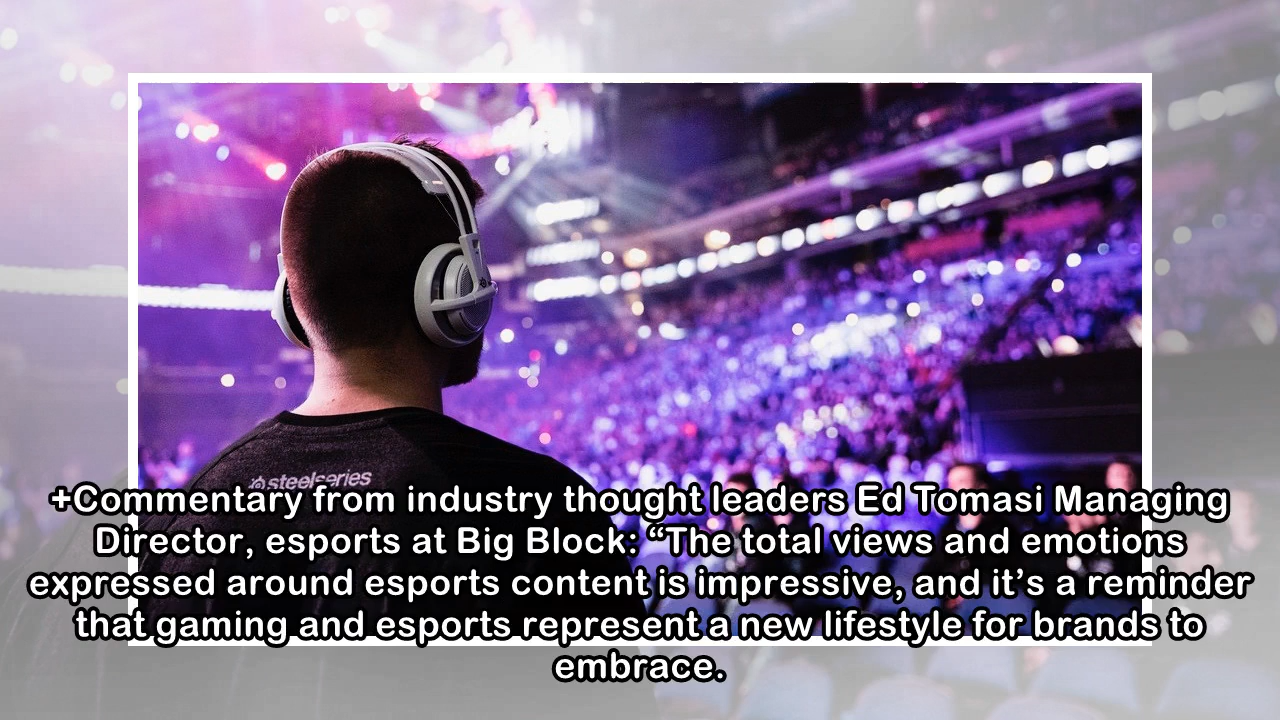 steelseries
+Commentary from industry thought leaders Ed Tomasi Managing
Director, esports at Big Block: “The total views and emotions
expressed around esports content is impressive, and it’s a reminder
that gaming and esports represent a new lifestyle for brands to
embrace.